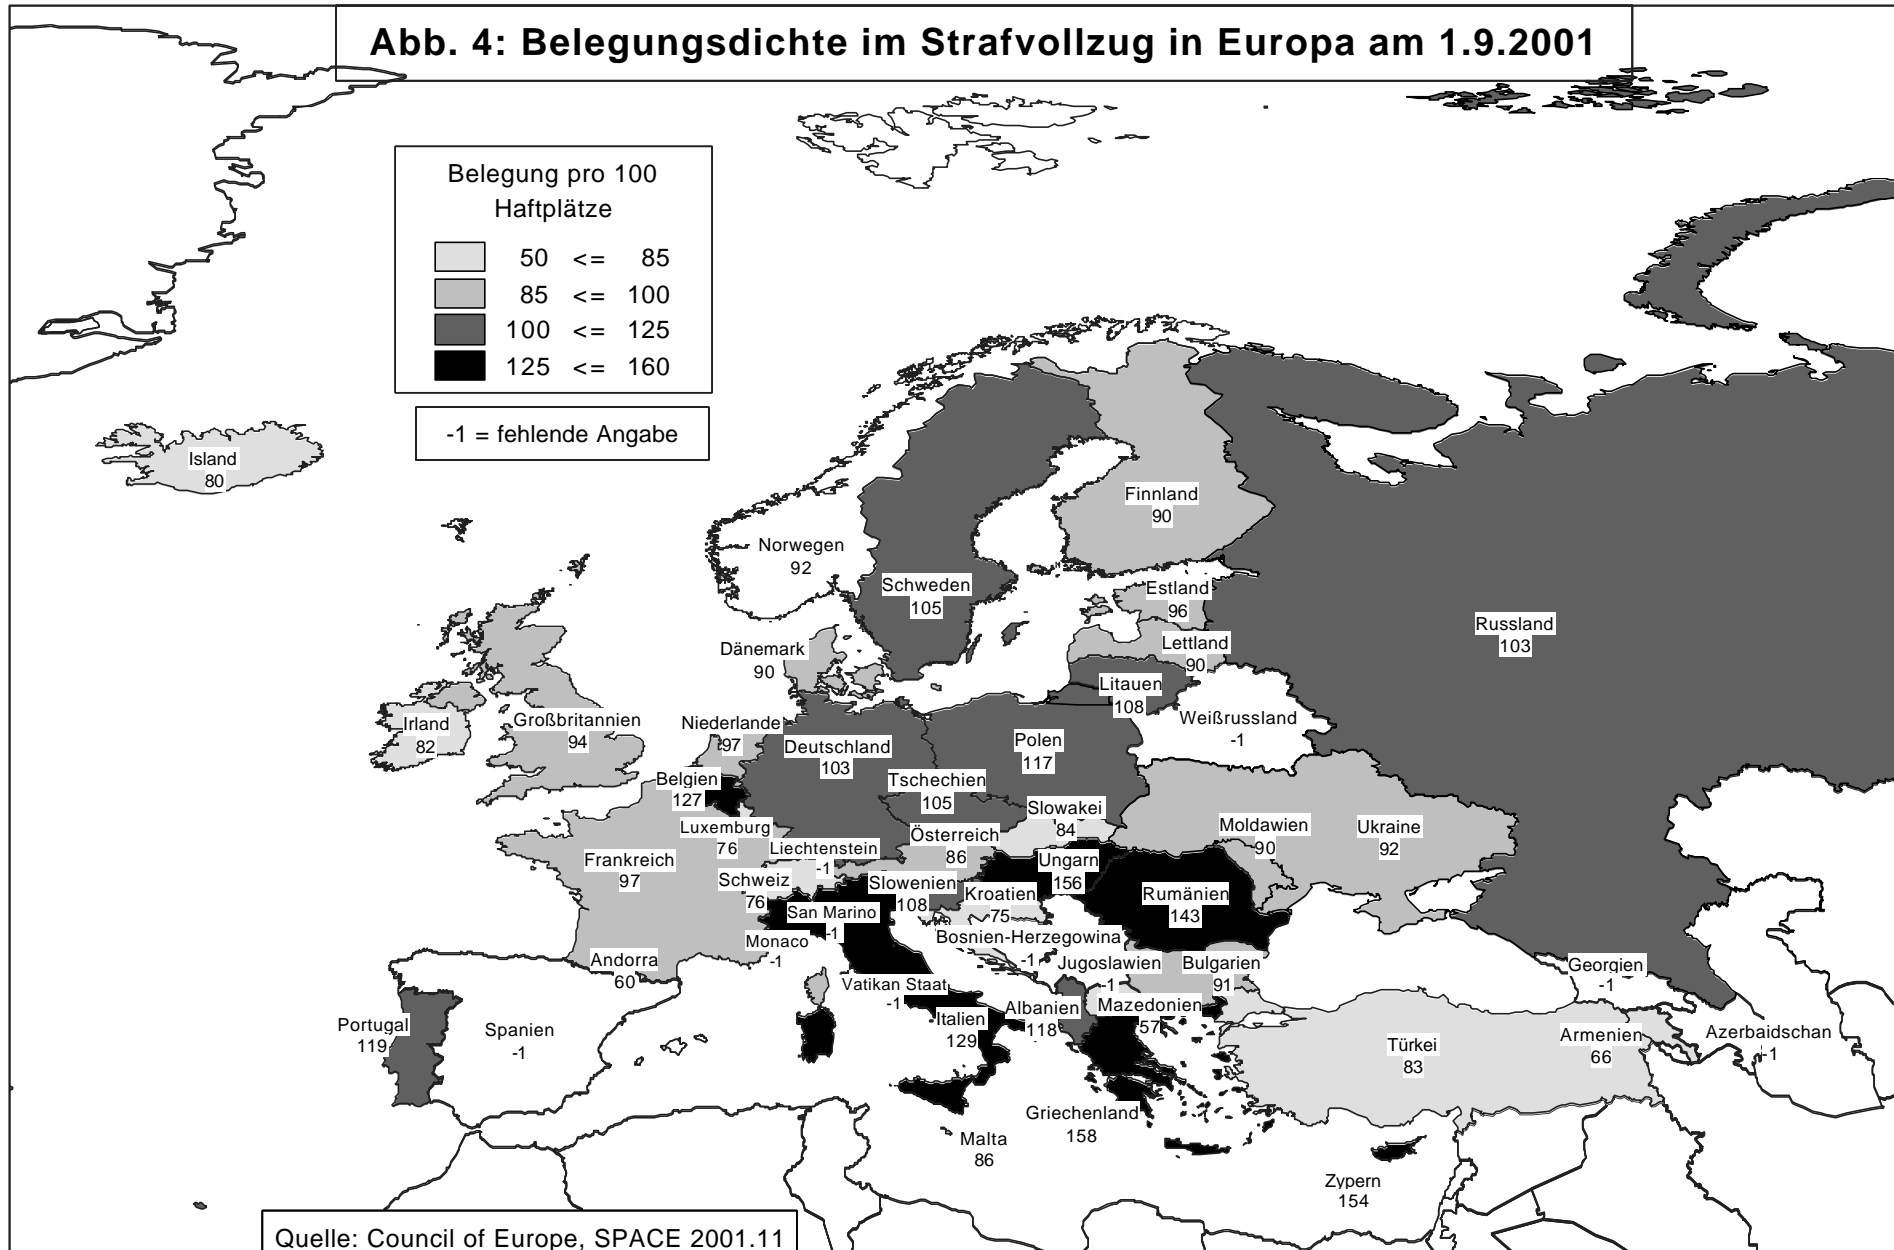 Abb. 4: Belegungsdichte im Strafvollzug in Europa am 1.9.2001
Belegung pro 100
Haftplätze
50 <= 85
85 <= 100
100 <= 125
125 <= 160
-1 = fehlende Angabe
Island
80
Finnland
90
Norwegen
92
Schweden
105
Estland
96
Russland
103
Dänemark
90
Lettland
90
Litauen
108
Irland
82
Großbritannien
94
Niederlande
97
Weißrussland
-1
Deutschland
103
Polen
117
Belgien
127
Tschechien
105
Slowakei
84
Luxemburg
76
Liechtenstein
-1
Österreich
86
Moldawien
90
Ukraine
92
Frankreich
97
Schweiz
76
Slowenien
108
Ungarn
156
Kroatien
75
Rumänien
143
San Marino
-1
Monaco
-1
Bosnien-Herzegowina
-1
Andorra
60
Jugoslawien
-1
Bulgarien
91
Georgien
-1
Vatikan Staat
-1
Portugal
119
Spanien
-1
Italien
129
Albanien
118
Mazedonien
57
Türkei
83
Armenien
66
Azerbaidschan
-1
Griechenland
158
Malta
86
Zypern
154
Quelle: Council of Europe, SPACE 2001.11